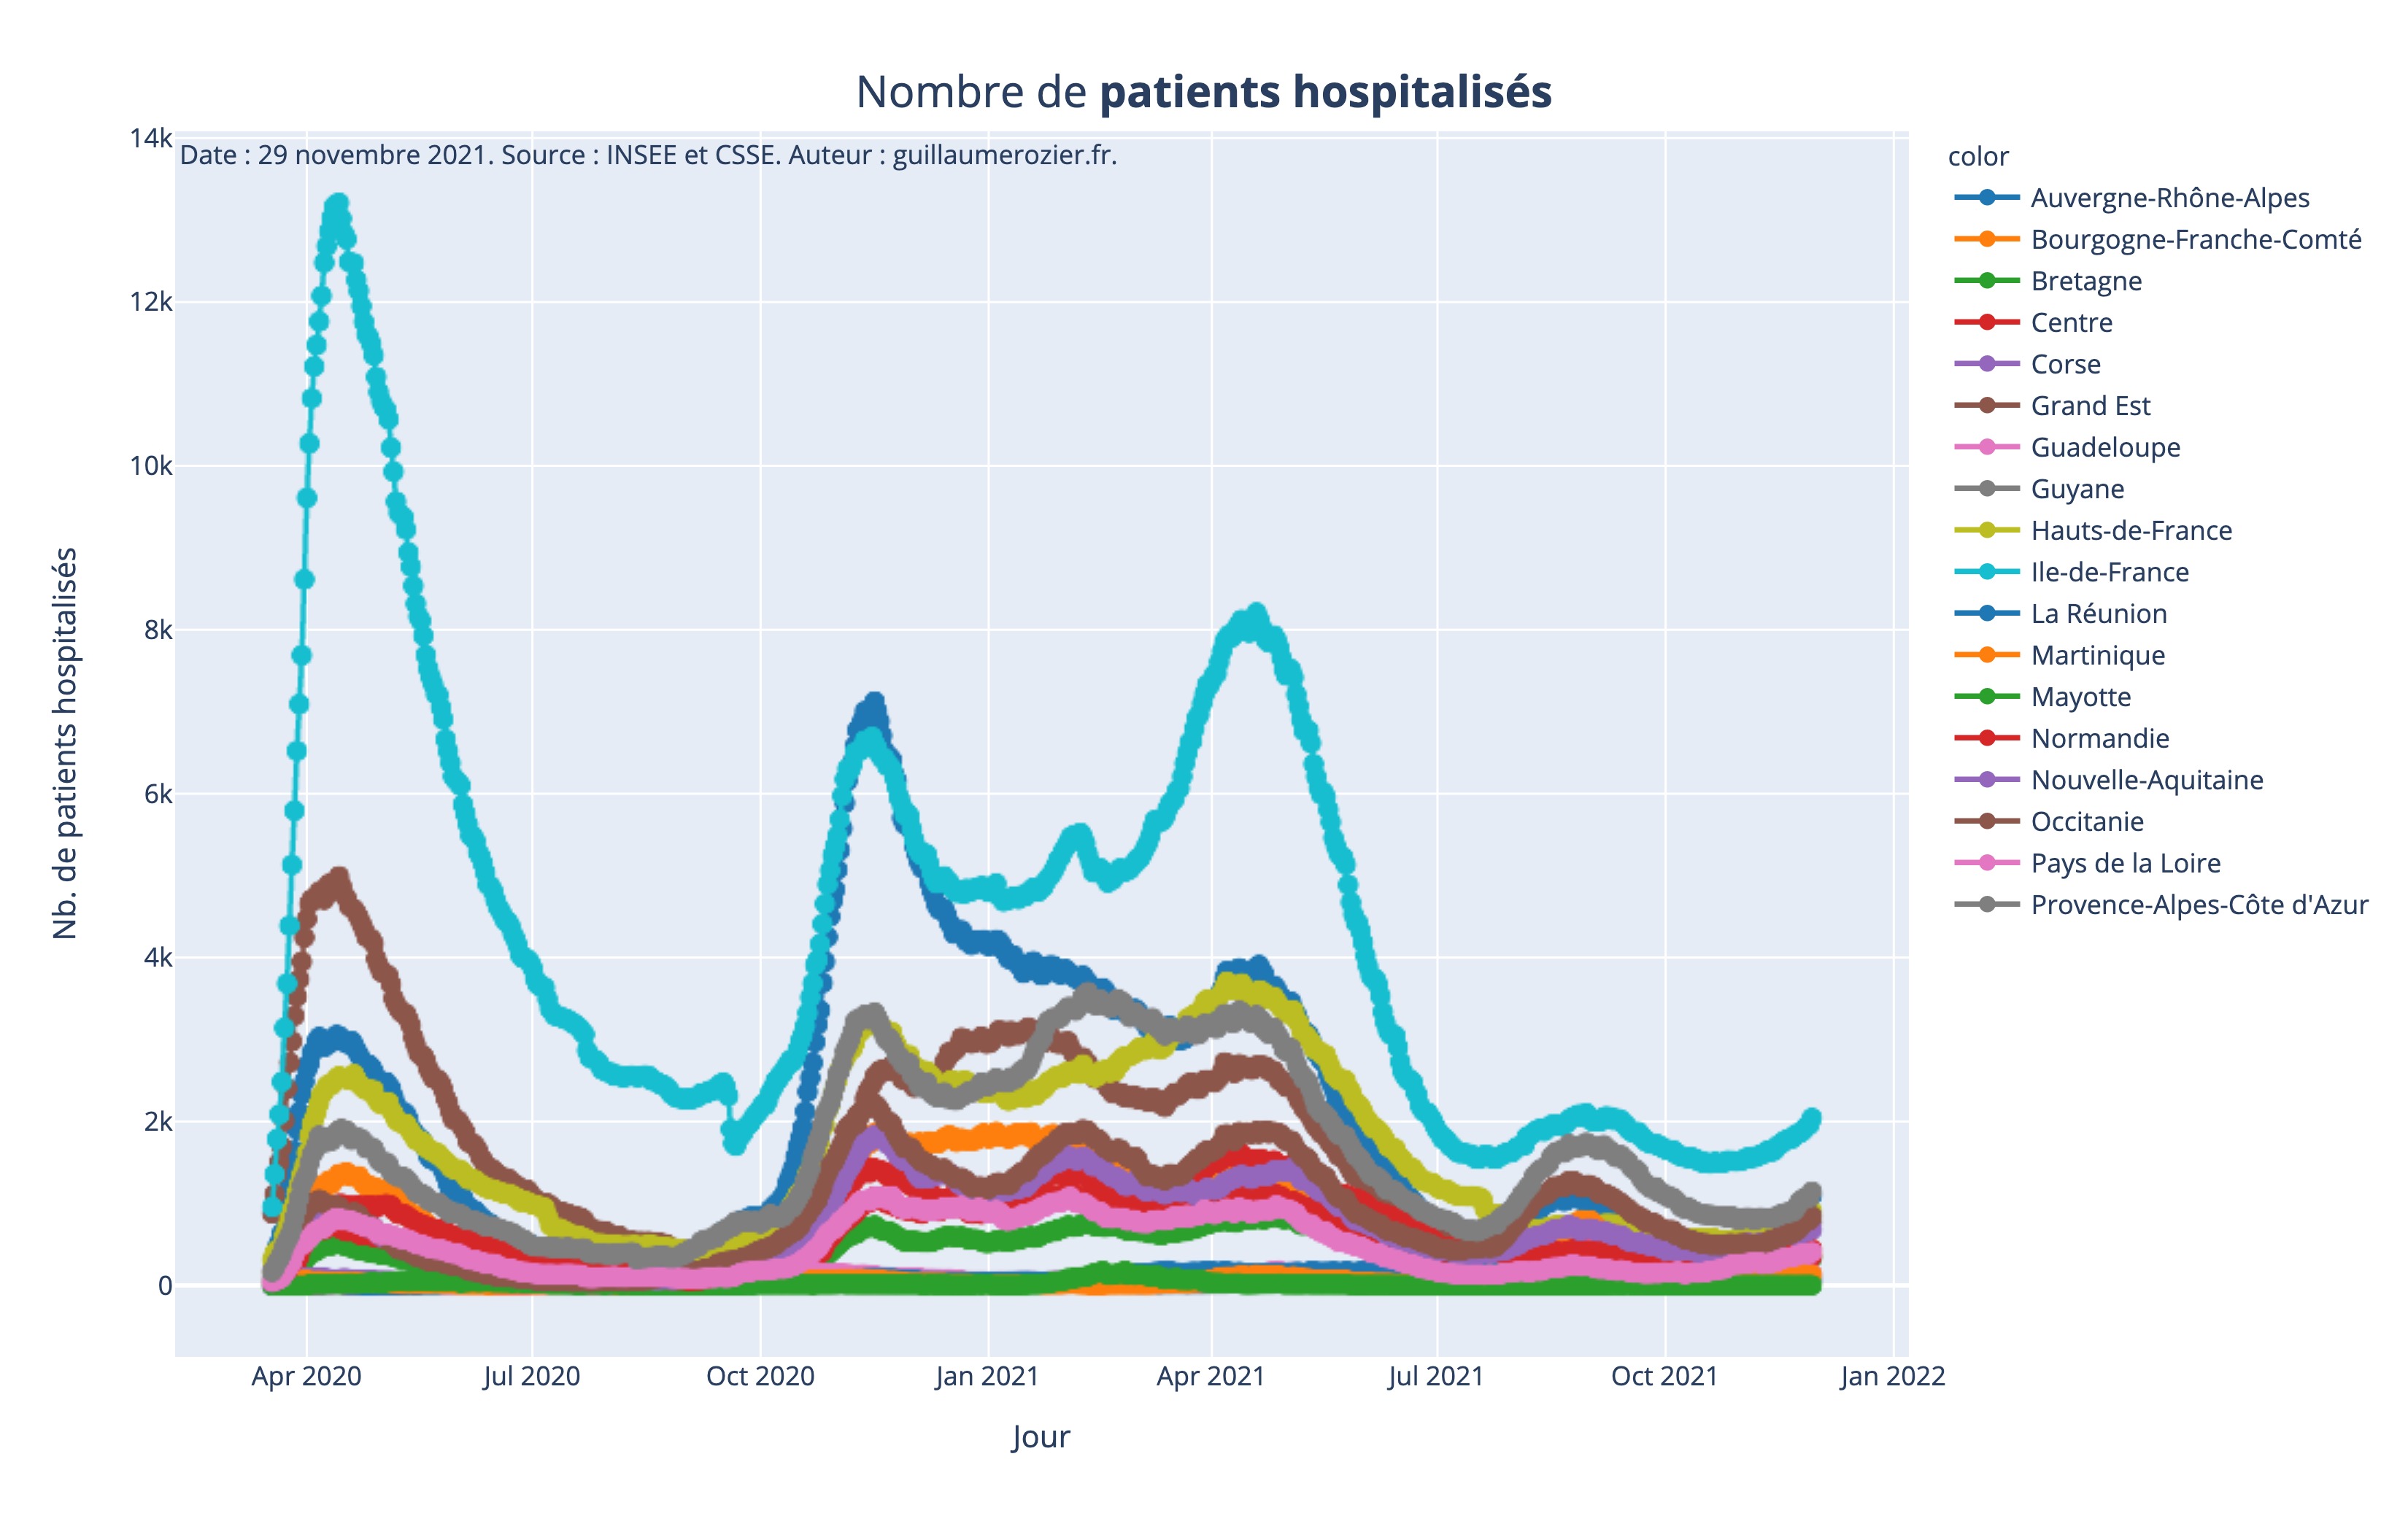 Nombre de patients hospitalisés
Date : 29 novembre 2021. Source : INSEE et CSSE. Auteur : guillaumerozier.fr.
14k
12k
10k
8k
6k
4k
2k
0
Nb. de patients hospitalisés
Apr 2020
Jul 2020
Oct 2020
Jan 2021
Apr 2021
Jul 2021
Oct 2021
Jan 2022
Jour
color
Auvergne-Rhône-Alpes
Bourgogne-Franche-Comté
Bretagne
Centre
Corse
Grand Est
Guadeloupe
Guyane
Hauts-de-France
Ile-de-France
La Réunion
Martinique
Mayotte
Normandie
Nouvelle-Aquitaine
Occitanie
Pays de la Loire
Provence-Alpes-Côte d'Azur